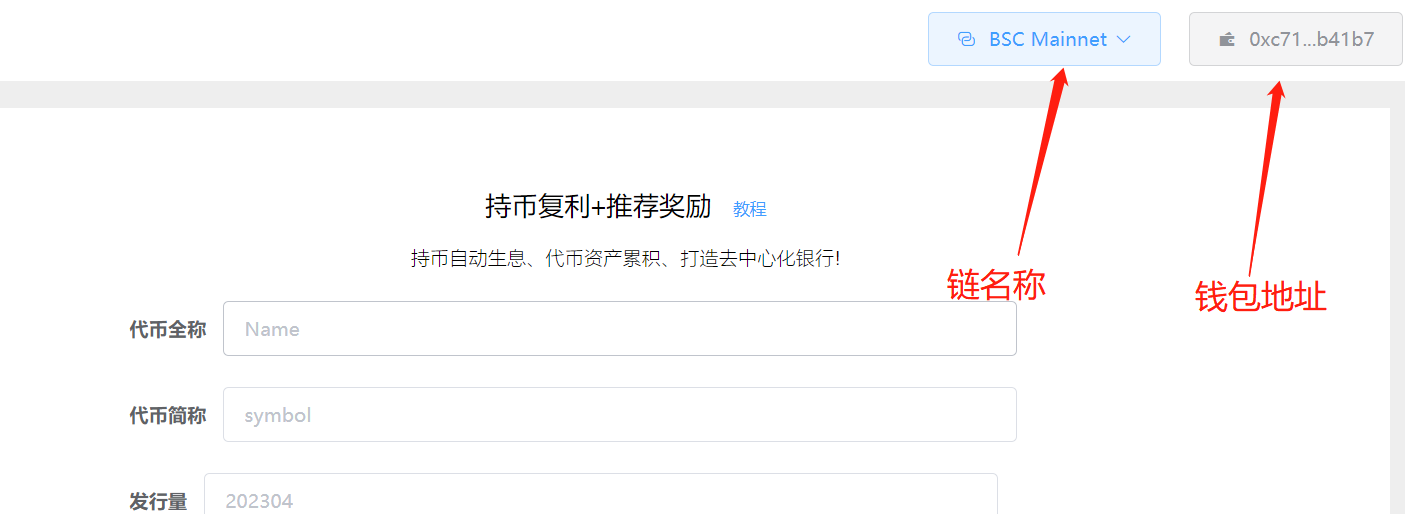 BSC Mainnet
0xc71...b41b7
持币复利+推荐奖励 教程
持币自动生息、代币资产累积、打造去中心化银行!
链名称
钱包地址
代币全称 Name
代币简称 symbol
发行量 202304